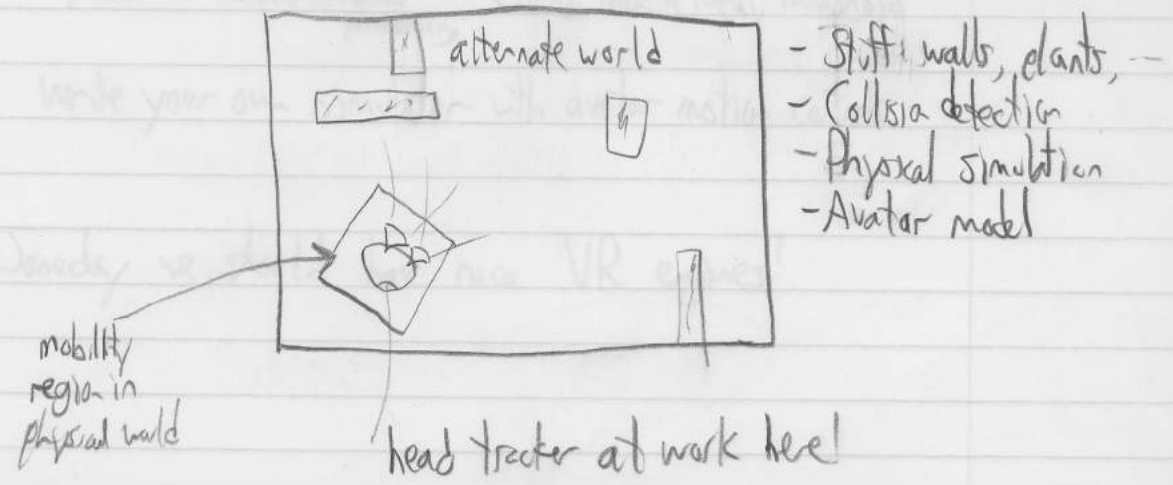 alternate world
- Stuff: walls, plants, ...
- Collision detection
- Physical simulation
- Avatar model
mobility
region in
physical world
head tracker at work here!